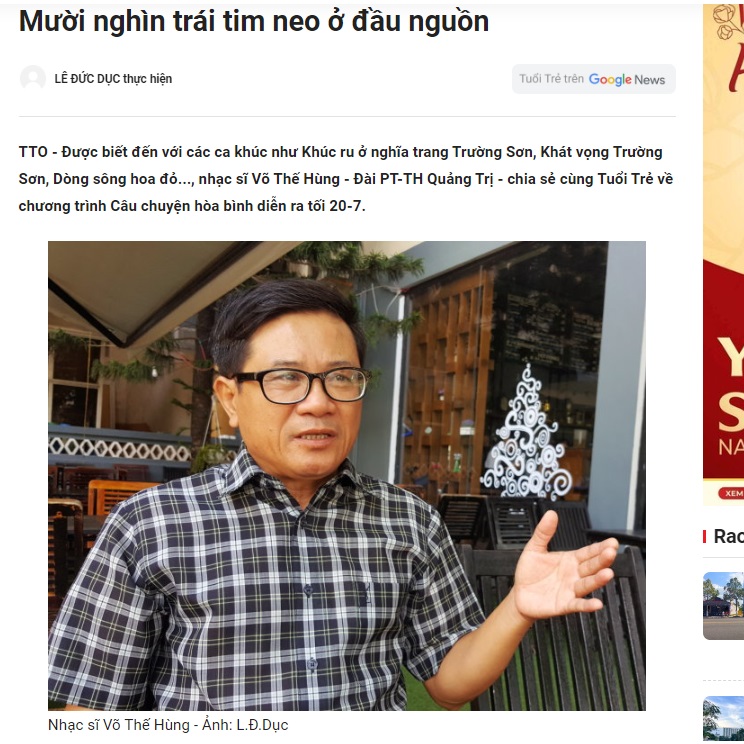 Mười nghìn trái tim neo ở đầu nguồn
LÊ ĐỨC DỤC thực hiện
Tuổi Trẻ trên Google News
TTO - Được biết đến với các ca khúc như Khúc ru ở nghĩa trang Trường Sơn, Khát vọng Trường
Sơn, Dòng sông hoa đỏ..., nhạc sĩ Võ Thế Hùng - Đài PT-TH Quảng Trị - chia sẻ cùng Tuổi Trẻ về
chương trình Câu chuyện hòa bình diễn ra tối 20-7.
Nhạc sĩ Võ Thế Hùng - Ảnh: L.Đ.Dục
XEM